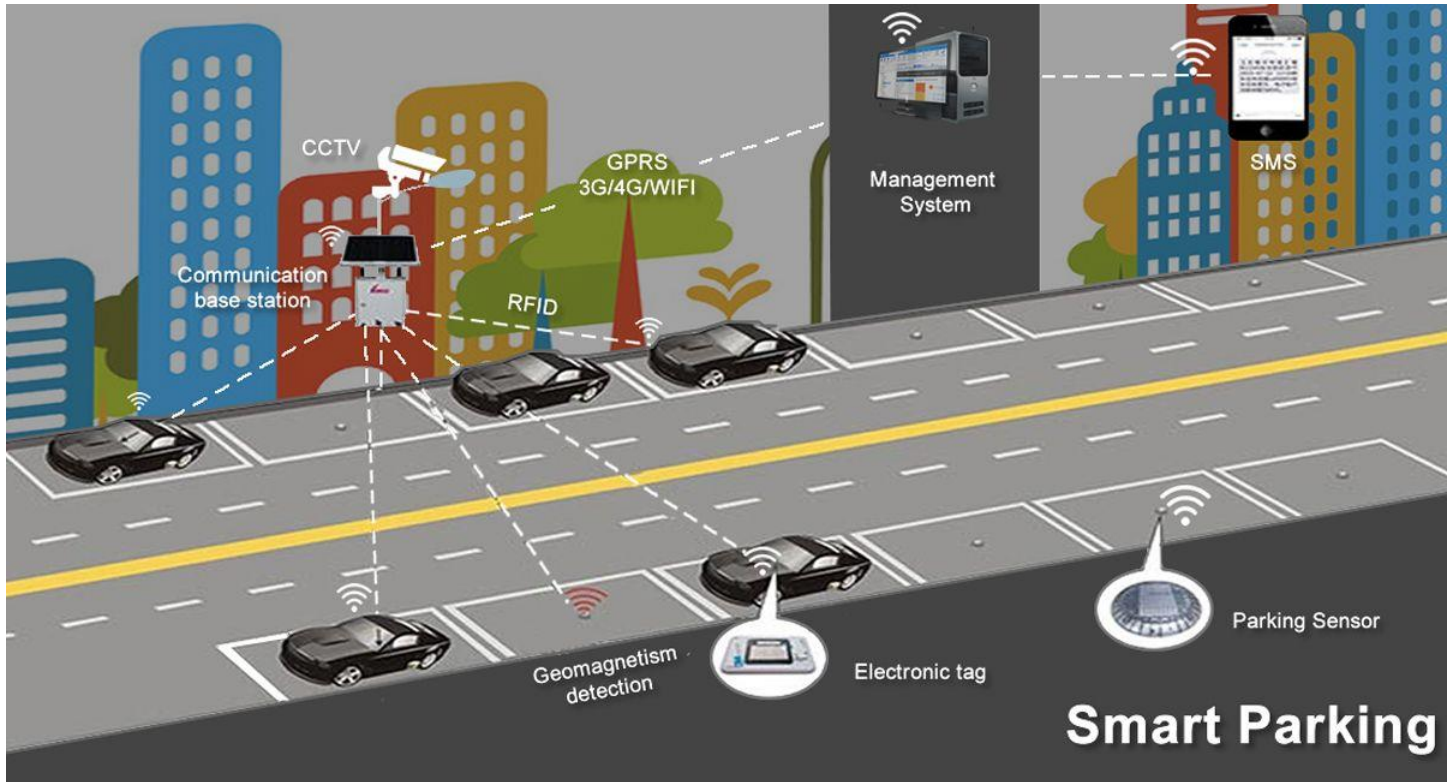 CCTV
GPRS
3G/4G/WIFI
Management
System
SMS
Communication
base station
RFID
Geomagnetism
detection
Electronic tag
Parking Sensor
Smart Parking